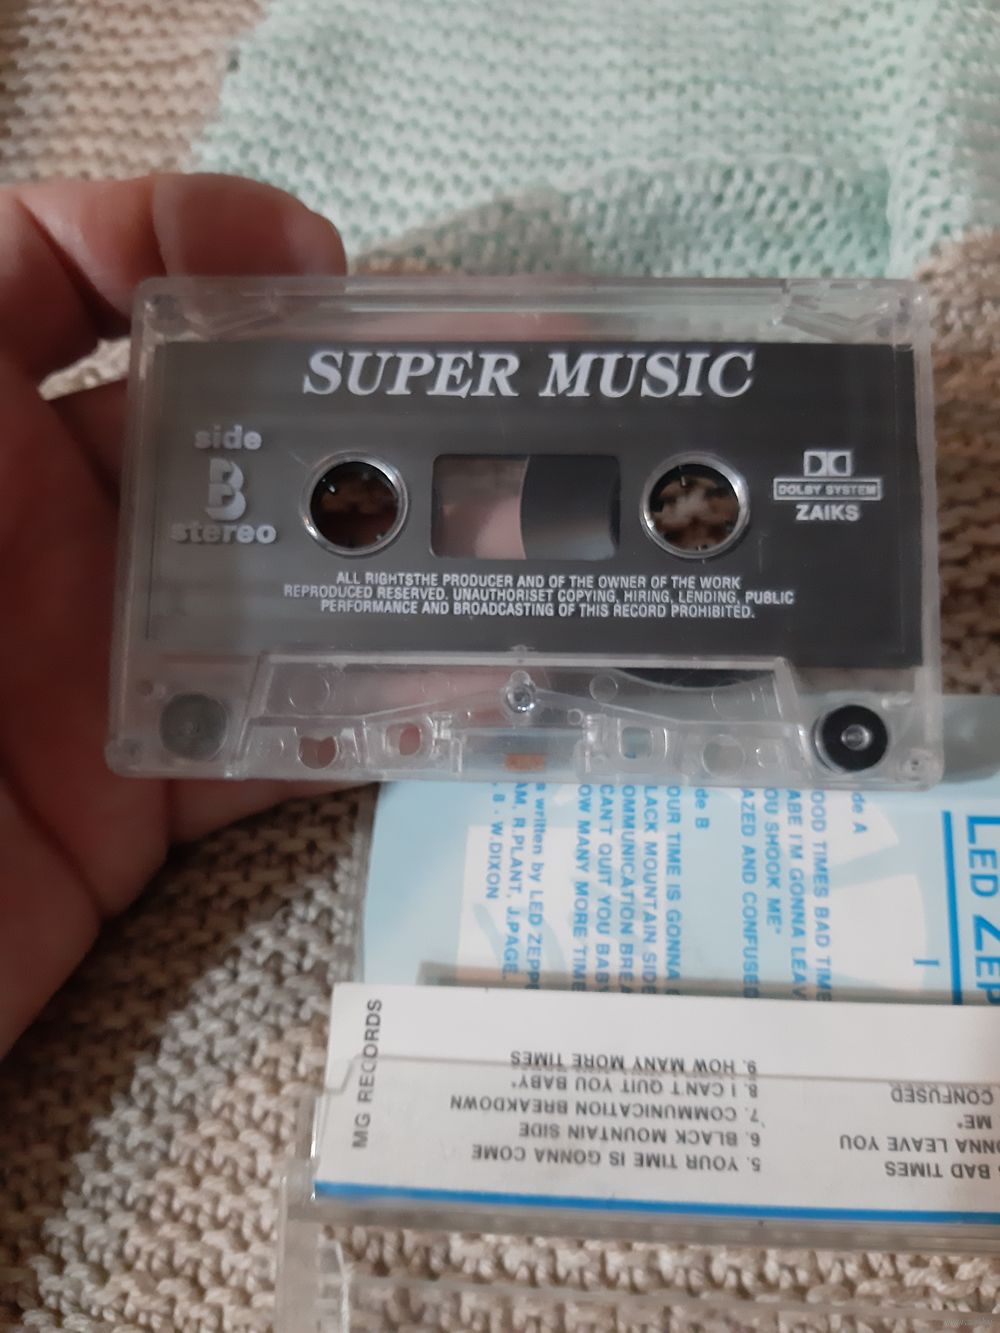 SUPER MUSIC
side
B
stereo
DOLBY SYSTEM
ZAIKS
ALL RIGHTSTHE PRODUCER AND OF THE OWNER OF THE WORK
REPRODUCED RESERVED. UNAUTHORISET COPYING, HIRING, LENDING, PUBLIC
PERFORMANCE AND BROADCASTING OF THIS RECORD PROHIBITED.
LED ZEP
I
de A
OOD TIMES BAD TIME
ABE I'M GONNA LEAV
OU SHOOK ME*
AZED AND CONFUSED
de B
OUR TIME IS GONNA
LACK MOUNTAIN SIDE
OMMUNICATION BREA
CAN'T QUIT YOU BAB
OW MANY MORE TIME
written by LED ZEPP
AM, R.PLANT, J.PAGE
8 - W.DIXON
MG RECORDS
BAD TIMES
NNA LEAVE YOU
ME*
CONFUSED
5. YOUR TIME IS GONNA COME
6. BLACK MOUNTAIN SIDE
7. COMMUNICATION BREAKDOWN
8. I CAN'T QUIT YOU BABY*
9. HOW MANY MORE TIMES